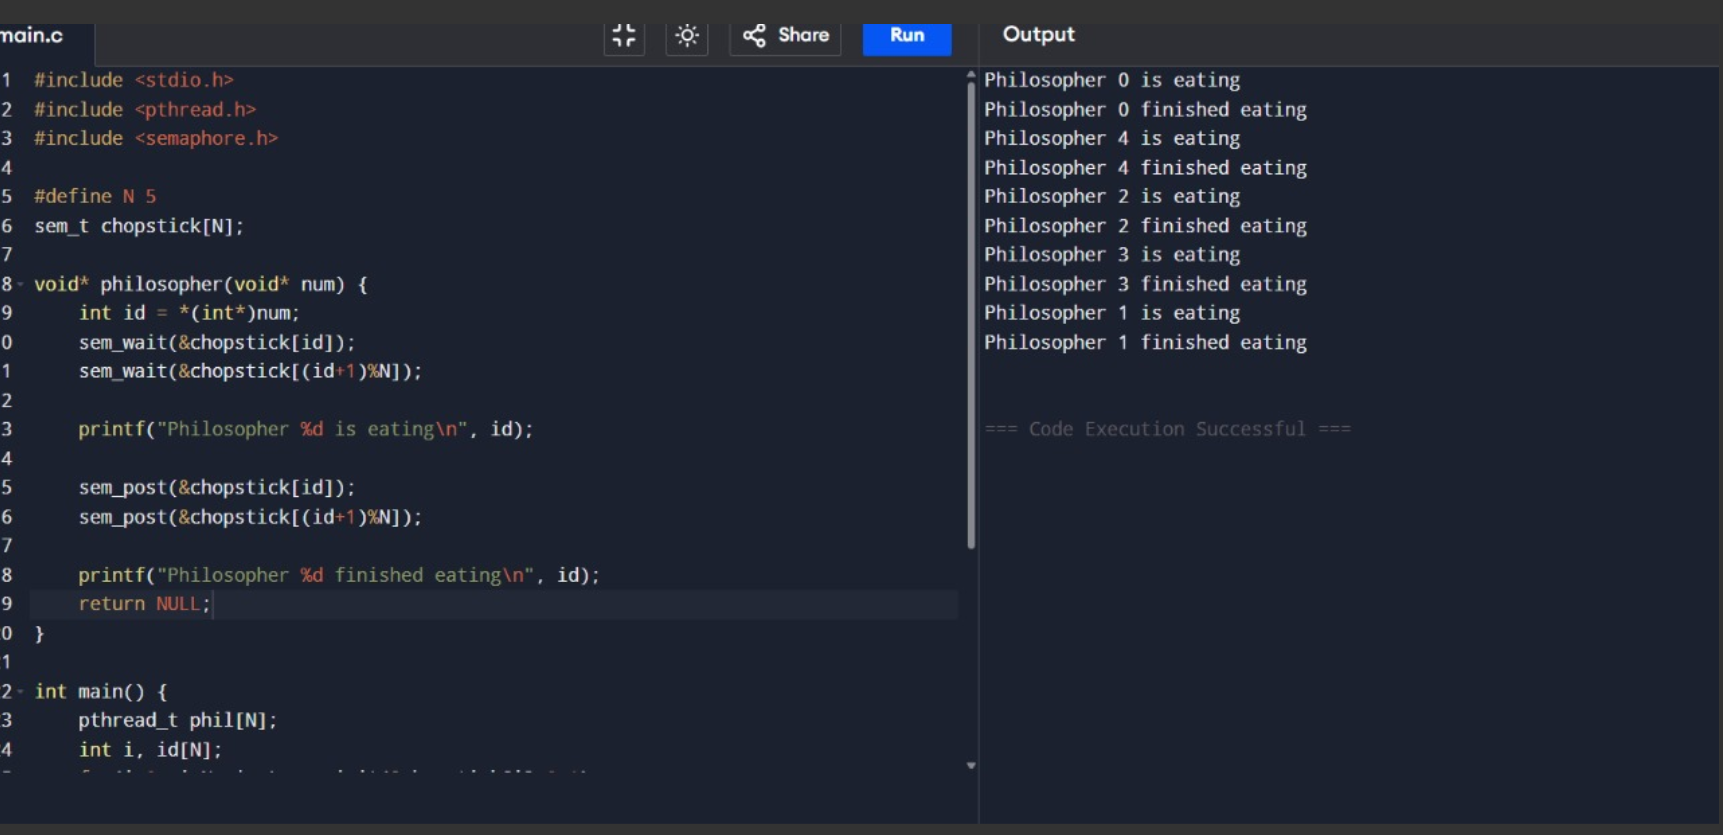 main.c
Share
Run
Output
1 #include <stdio.h>
2 #include <pthread.h>
3 #include <semaphore.h>
4
5 #define N 5
6 sem_t chopstick[N];
7
8 void* philosopher(void* num) {
9     int id = *(int*)num;
0     sem_wait(&chopstick[id]);
1     sem_wait(&chopstick[(id+1)%N]);
2
3     printf("Philosopher %d is eating\n", id);
4
5     sem_post(&chopstick[id]);
6     sem_post(&chopstick[(id+1)%N]);
7
8     printf("Philosopher %d finished eating\n", id);
9     return NULL;
0 }
1
2 int main() {
3     pthread_t phil[N];
4     int i, id[N];
Philosopher 0 is eating
Philosopher 0 finished eating
Philosopher 4 is eating
Philosopher 4 finished eating
Philosopher 2 is eating
Philosopher 2 finished eating
Philosopher 3 is eating
Philosopher 3 finished eating
Philosopher 1 is eating
Philosopher 1 finished eating
=== Code Execution Successful ===